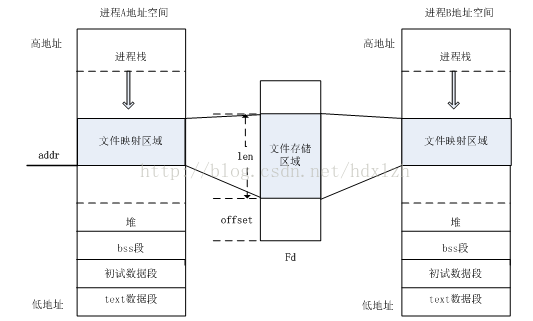 进程A地址空间
高地址
进程栈
文件映射区域
addr
堆
bss段
初试数据段
低地址
text数据段
len
文件存储
区域
offset
Fd
进程B地址空间
高地址
进程栈
文件映射区域
堆
bss段
初试数据段
低地址
text数据段
http://blog.csdn.net/hdxlzh